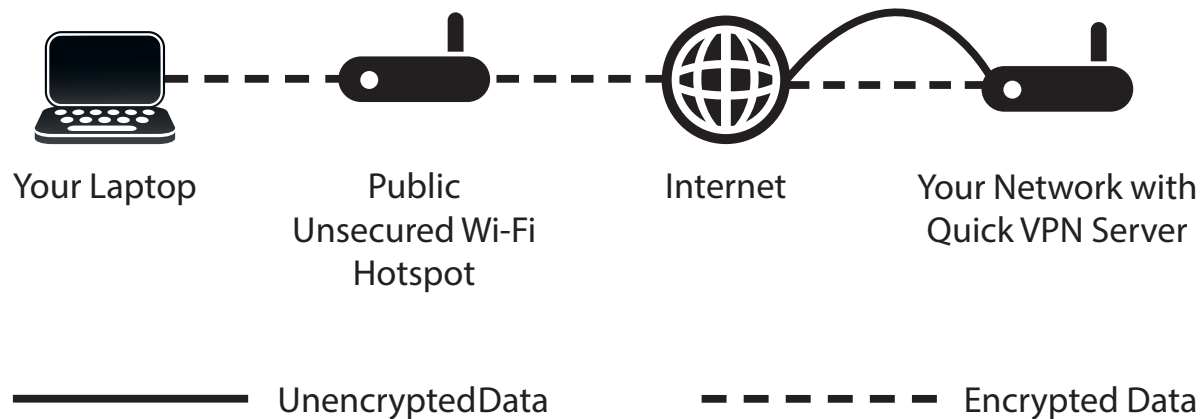 Your Laptop
Public
Unsecured Wi-Fi
Hotspot
Internet
Your Network with
Quick VPN Server
UnencryptedData
Encrypted Data